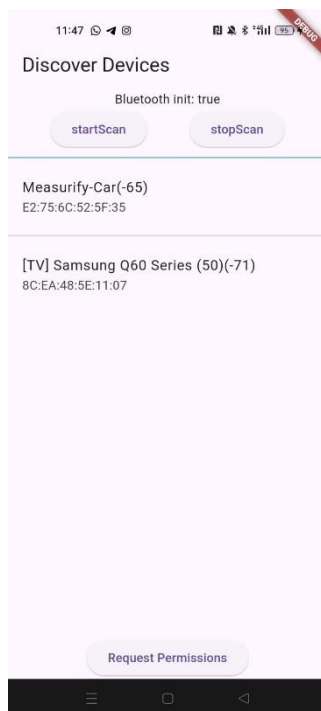 11:47
95
DEBUG
Discover Devices
Bluetooth init: true
startScan stopScan
Measurify-Car(-65)
E2:75:6C:52:5F:35
[TV] Samsung Q60 Series (50)(-71)
8C:EA:48:5E:11:07
Request Permissions